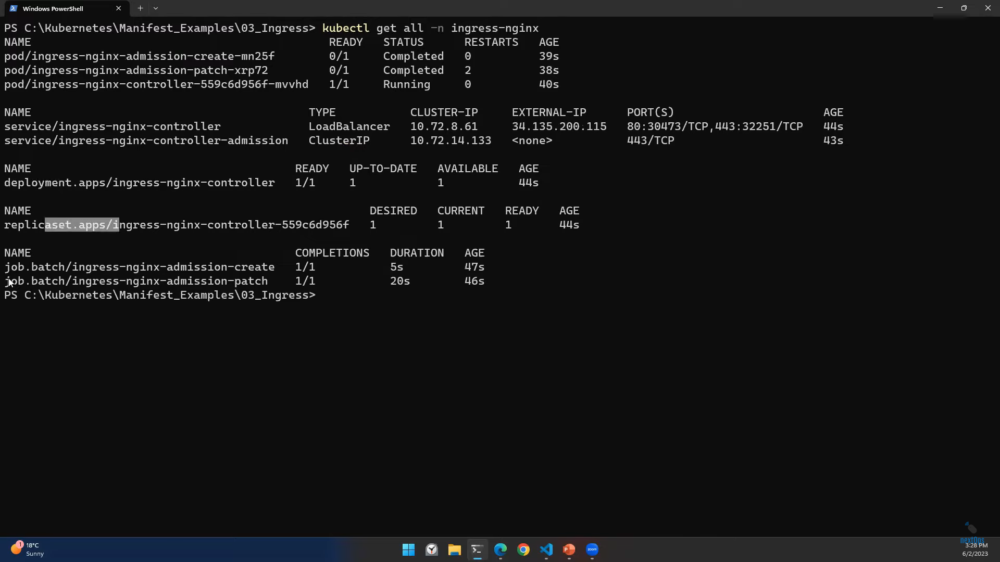 Windows PowerShell
PS C:\Kubernetes\Manifest_Examples\03_Ingress> kubectl get all -n ingress-nginx
NAME READY STATUS RESTARTS AGE
pod/ingress-nginx-admission-create-mn25f 0/1 Completed 0 39s
pod/ingress-nginx-admission-patch-xrp72 0/1 Completed 2 38s
pod/ingress-nginx-controller-559c6d956f-mvvhd 1/1 Running 0 40s
NAME TYPE CLUSTER-IP EXTERNAL-IP PORT(S) AGE
service/ingress-nginx-controller LoadBalancer 10.72.8.61 34.135.200.115 80:30473/TCP,443:32251/TCP 44s
service/ingress-nginx-controller-admission ClusterIP 10.72.14.133 <none> 443/TCP 43s
NAME READY UP-TO-DATE AVAILABLE AGE
deployment.apps/ingress-nginx-controller 1/1 1 1 44s
NAME DESIRED CURRENT READY AGE
replicaset.apps/ingress-nginx-controller-559c6d956f 1 1 1 44s
NAME COMPLETIONS DURATION AGE
job.batch/ingress-nginx-admission-create 1/1 5s 47s
job.batch/ingress-nginx-admission-patch 1/1 20s 46s
PS C:\Kubernetes\Manifest_Examples\03_Ingress>
nextOps
1
18°C
Sunny
zoom
3:28 PM
6/2/2023